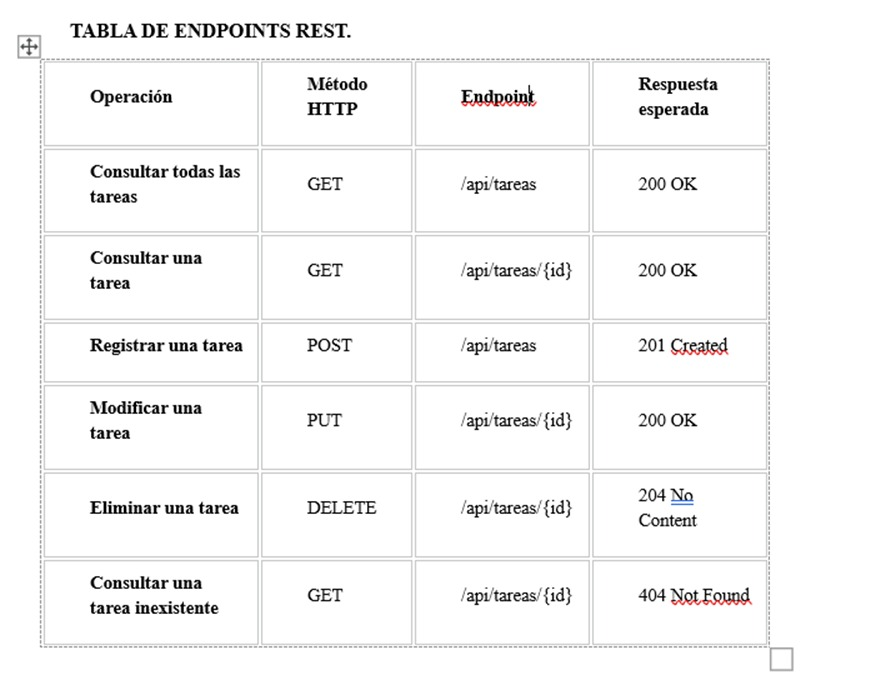 TABLA DE ENDPOINTS REST.
Operación
Método
HTTP
Endpoint
Respuesta
esperada
Consultar todas las
tareas
GET
/api/tareas
200 OK
Consultar una
tarea
GET
/api/tareas/{id}
200 OK
Registrar una tarea
POST
/api/tareas
201 Created
Modificar una
tarea
PUT
/api/tareas/{id}
200 OK
Eliminar una tarea
DELETE
/api/tareas/{id}
204 No
Content
Consultar una
tarea inexistente
GET
/api/tareas/{id}
404 Not Found